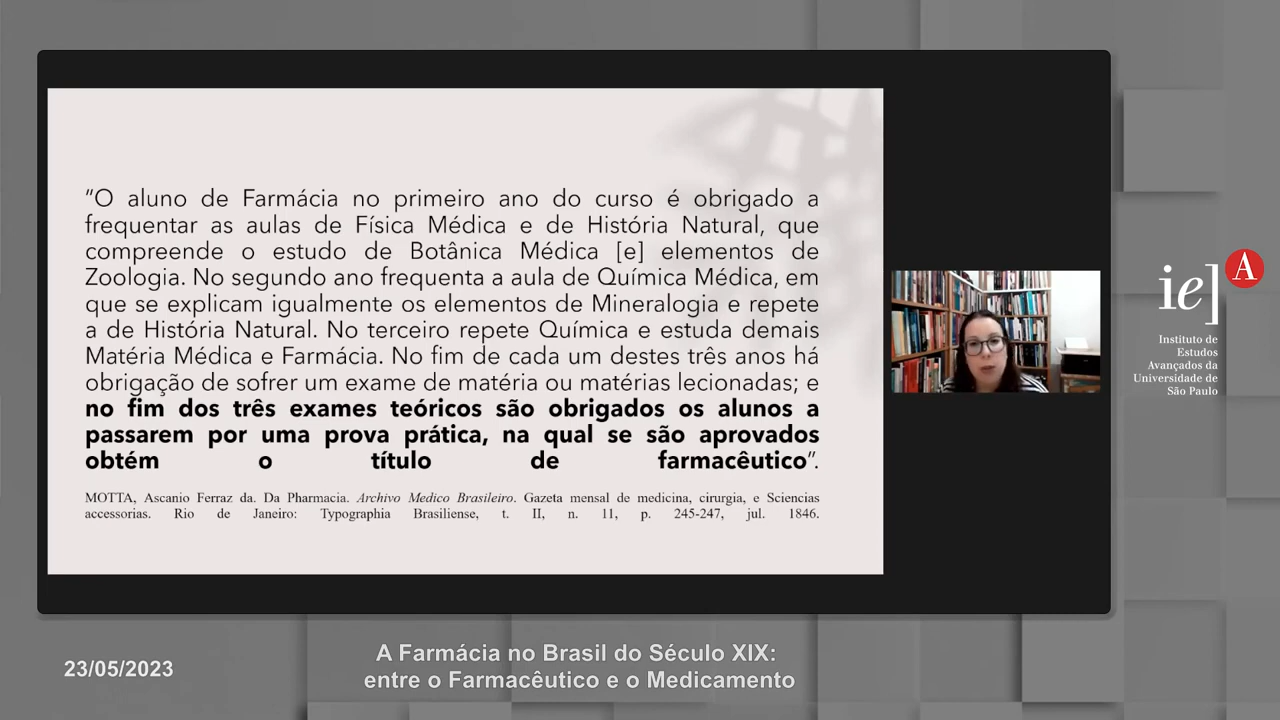 “O aluno de Farmácia no primeiro ano do curso é obrigado a
frequentar as aulas de Física Médica e de História Natural, que
compreende o estudo de Botânica Médica [e] elementos de
Zoologia. No segundo ano frequenta a aula de Química Médica, em
que se explicam igualmente os elementos de Mineralogia e repete
a de História Natural. No terceiro repete Química e estuda demais
Matéria Médica e Farmácia. No fim de cada um destes três anos há
obrigação de sofrer um exame de matéria ou matérias lecionadas; e
no fim dos três exames teóricos são obrigados os alunos a
passarem por uma prova prática, na qual se são aprovados
obtém o título de farmacêutico”.
MOTTA, Ascanio Ferraz da. Da Pharmacia. Archivo Medico Brasileiro. Gazeta mensal de medicina, cirurgia, e Sciencias
accessorias. Rio de Janeiro: Typographia Brasiliense, t. II, n. 11, p. 245-247, jul. 1846.
ie] A
Instituto de
Estudos
Avançados da
Universidade de
São Paulo
23/05/2023
A Farmácia no Brasil do Século XIX:
entre o Farmacêutico e o Medicamento